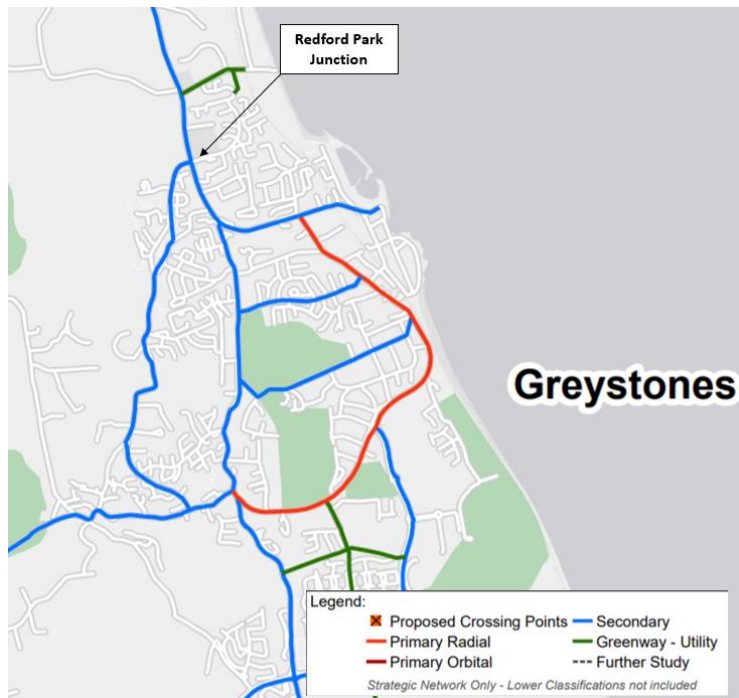 Redford Park
Junction
Greystones
Legend:
Proposed Crossing Points
Secondary
Primary Radial
Greenway - Utility
Primary Orbital
Further Study
Strategic Network Only - Lower Classifications not included